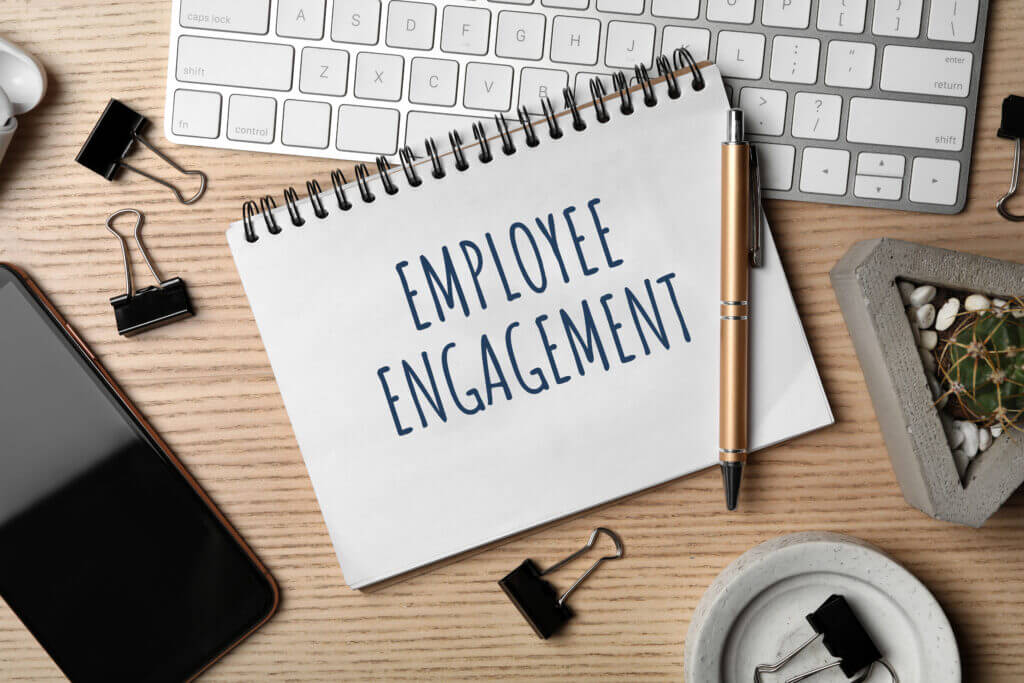 caps lock A S D F G H J K L : ; " ' enter return
shift Z X C V B > . ? / shift
fn control
EMPLOYEE
ENGAGEMENT